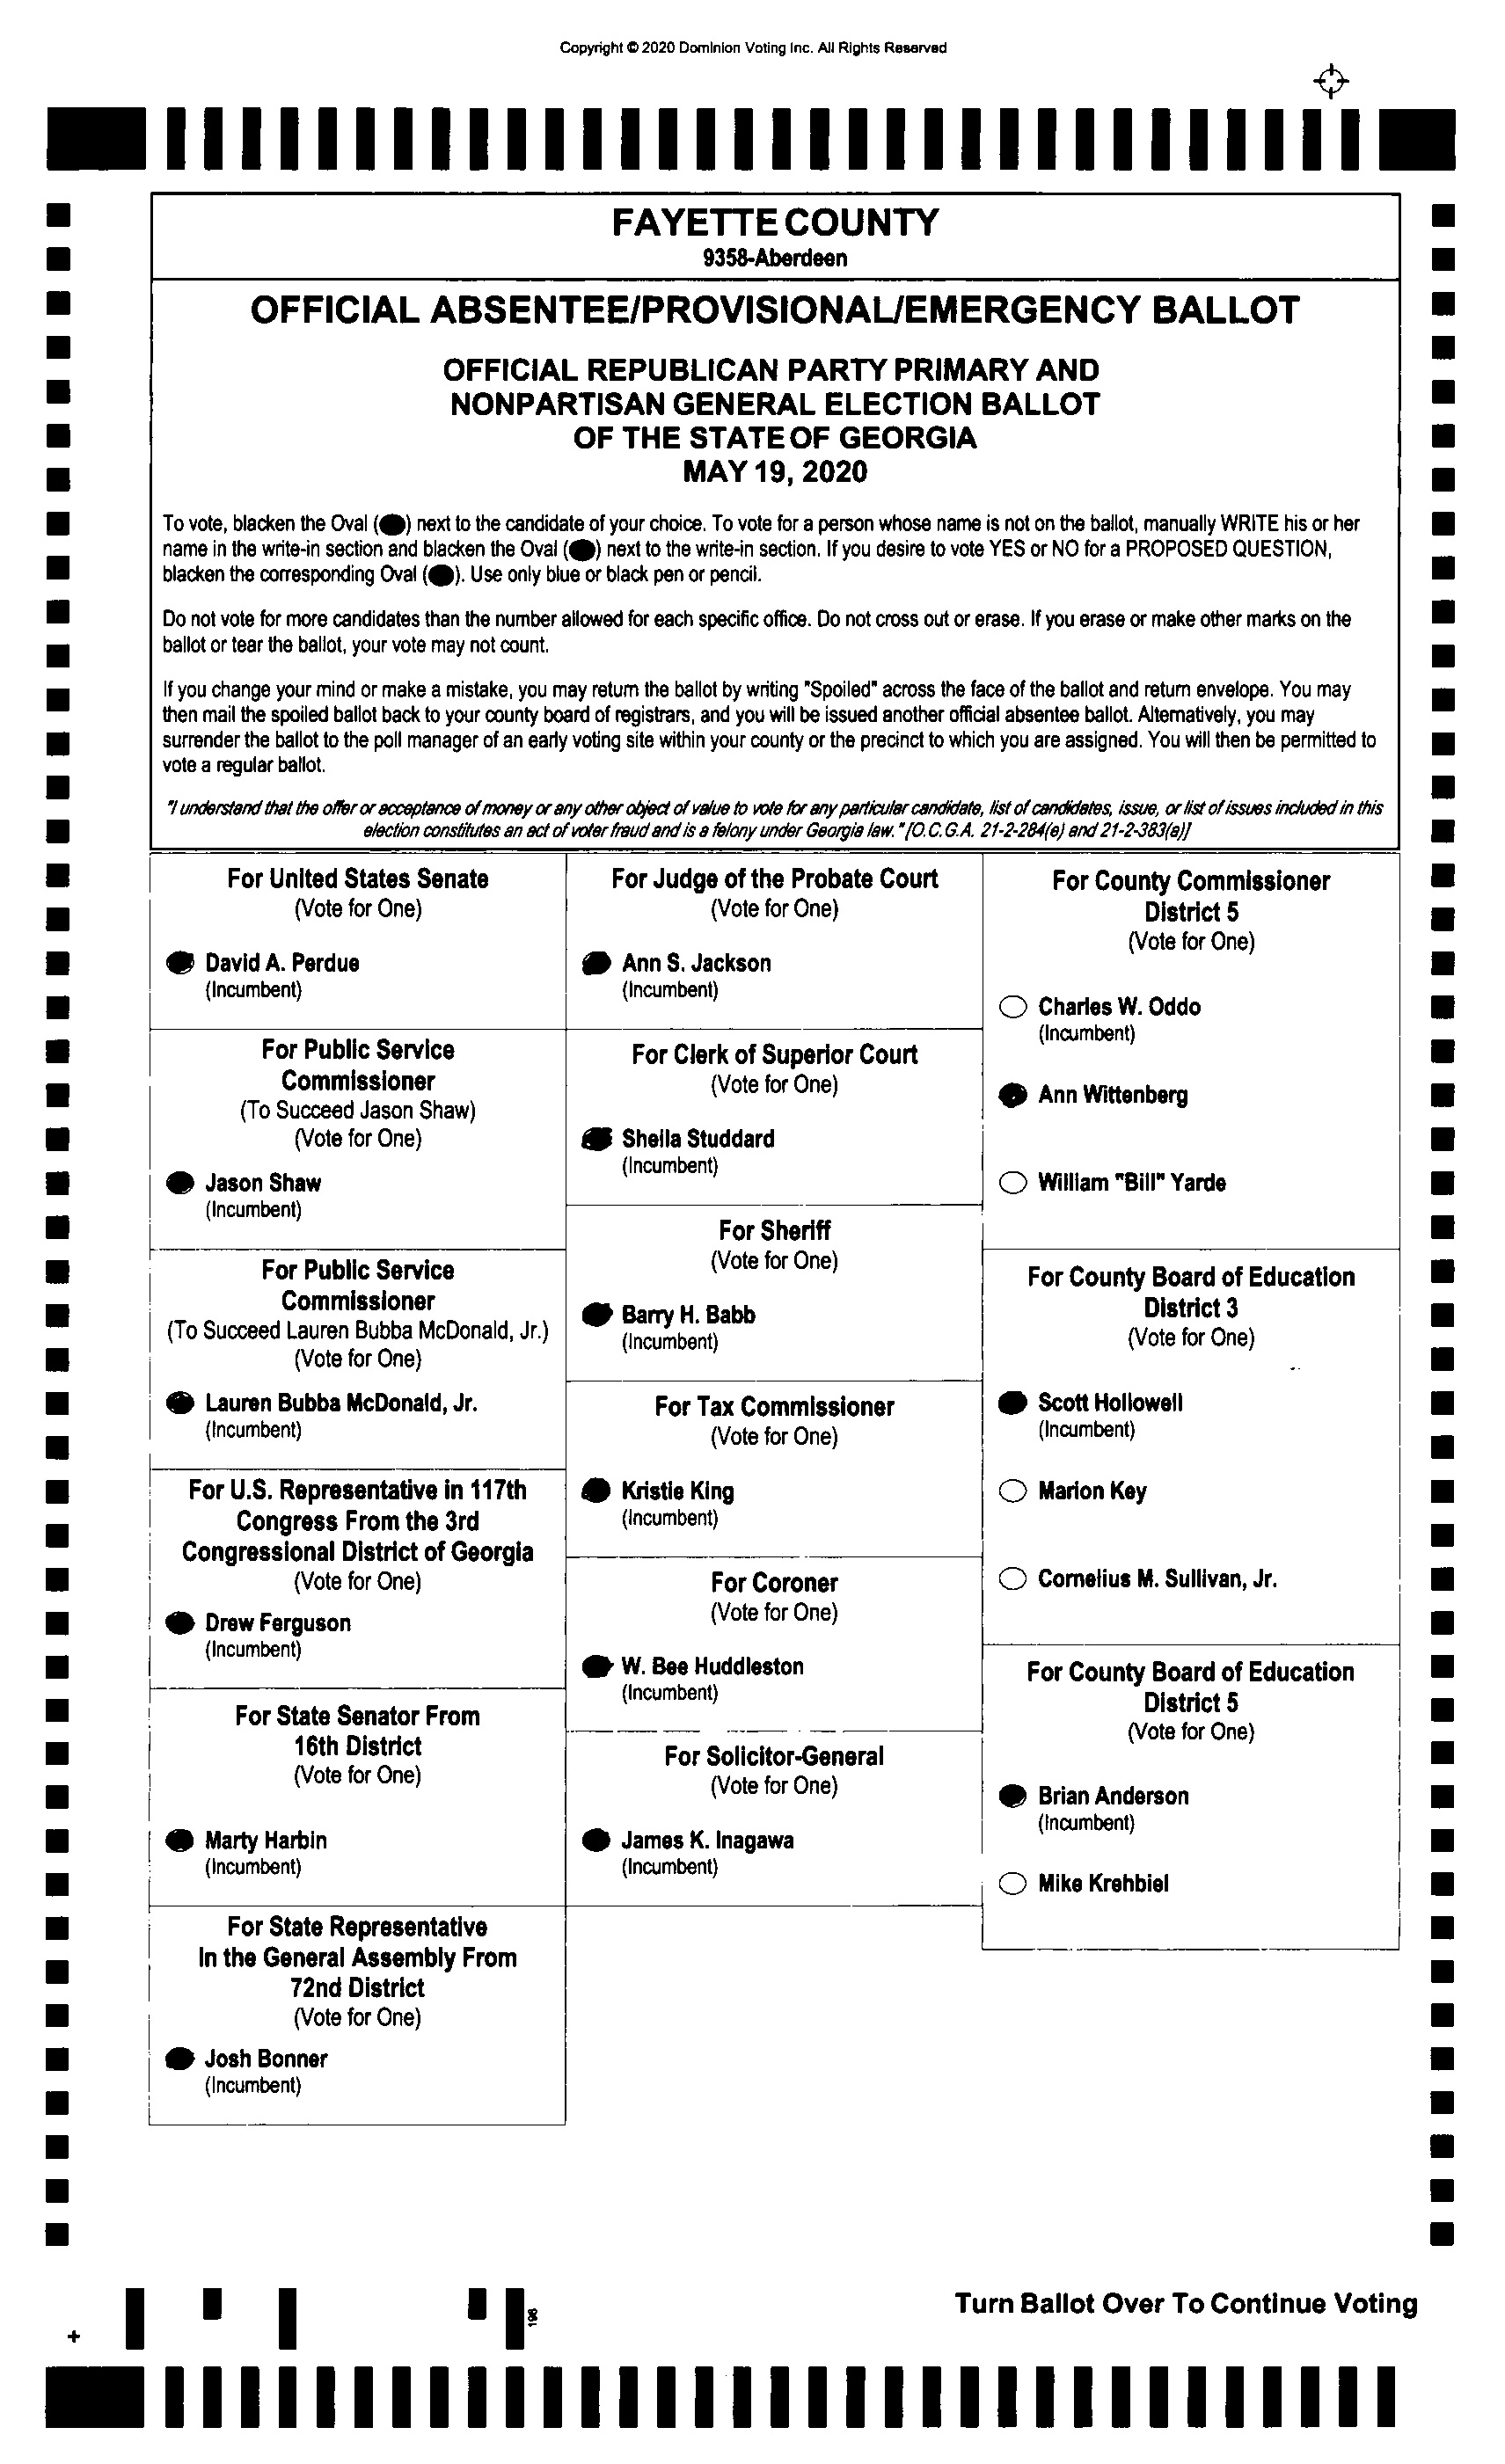 Copyright © 2020 Dominion Voting Inc. All Rights Reserved
FAYETTE COUNTY
9358-Aberdeen
OFFICIAL ABSENTEE/PROVISIONAL/EMERGENCY BALLOT
OFFICIAL REPUBLICAN PARTY PRIMARY AND
NONPARTISAN GENERAL ELECTION BALLOT
OF THE STATE OF GEORGIA
MAY 19, 2020
To vote, blacken the Oval (●) next to the candidate of your choice. To vote for a person whose name is not on the ballot, manually WRITE his or her
name in the write-in section and blacken the Oval (●) next to the write-in section. If you desire to vote YES or NO for a PROPOSED QUESTION,
blacken the corresponding Oval (●). Use only blue or black pen or pencil.
Do not vote for more candidates than the number allowed for each specific office. Do not cross out or erase. If you erase or make other marks on the
ballot or tear the ballot, your vote may not count.
If you change your mind or make a mistake, you may return the ballot by writing "Spoiled" across the face of the ballot and return envelope. You may
then mail the spoiled ballot back to your county board of registrars, and you will be issued another official absentee ballot. Alternatively, you may
surrender the ballot to the poll manager of an early voting site within your county or the precinct to which you are assigned. You will then be permitted to
vote a regular ballot.
"I understand that the offer or acceptance of money or any other object of value to vote for any particular candidate, list of candidates, issue, or list of issues included in this
election constitutes an act of voter fraud and is a felony under Georgia law." [O.C.G.A. 21-2-284(e) and 21-2-383(a)]
For United States Senate
(Vote for One)
David A. Perdue
(Incumbent)
For Public Service
Commissioner
(To Succeed Jason Shaw)
(Vote for One)
Jason Shaw
(Incumbent)
For Public Service
Commissioner
(To Succeed Lauren Bubba McDonald, Jr.)
(Vote for One)
Lauren Bubba McDonald, Jr.
(Incumbent)
For U.S. Representative in 117th
Congress From the 3rd
Congressional District of Georgia
(Vote for One)
Drew Ferguson
(Incumbent)
For State Senator From
16th District
(Vote for One)
Marty Harbin
(Incumbent)
For State Representative
In the General Assembly From
72nd District
(Vote for One)
Josh Bonner
(Incumbent)
For Judge of the Probate Court
(Vote for One)
Ann S. Jackson
(Incumbent)
For Clerk of Superior Court
(Vote for One)
Sheila Studdard
(Incumbent)
For Sheriff
(Vote for One)
Barry H. Babb
(Incumbent)
For Tax Commissioner
(Vote for One)
Kristie King
(Incumbent)
For Coroner
(Vote for One)
W. Bee Huddleston
(Incumbent)
For Solicitor-General
(Vote for One)
James K. Inagawa
(Incumbent)
For County Commissioner
District 5
(Vote for One)
Charles W. Oddo
(Incumbent)
Ann Wittenberg
William "Bill" Yarde
For County Board of Education
District 3
(Vote for One)
Scott Hollowell
(Incumbent)
Marion Key
Cornelius M. Sullivan, Jr.
For County Board of Education
District 5
(Vote for One)
Brian Anderson
(Incumbent)
Mike Krehbiel
Turn Ballot Over To Continue Voting
196